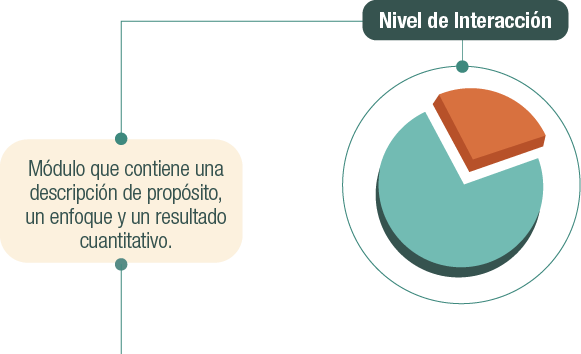 Nivel de Interacción
Módulo que contiene una
descripción de propósito,
un enfoque y un resultado
cuantitativo.